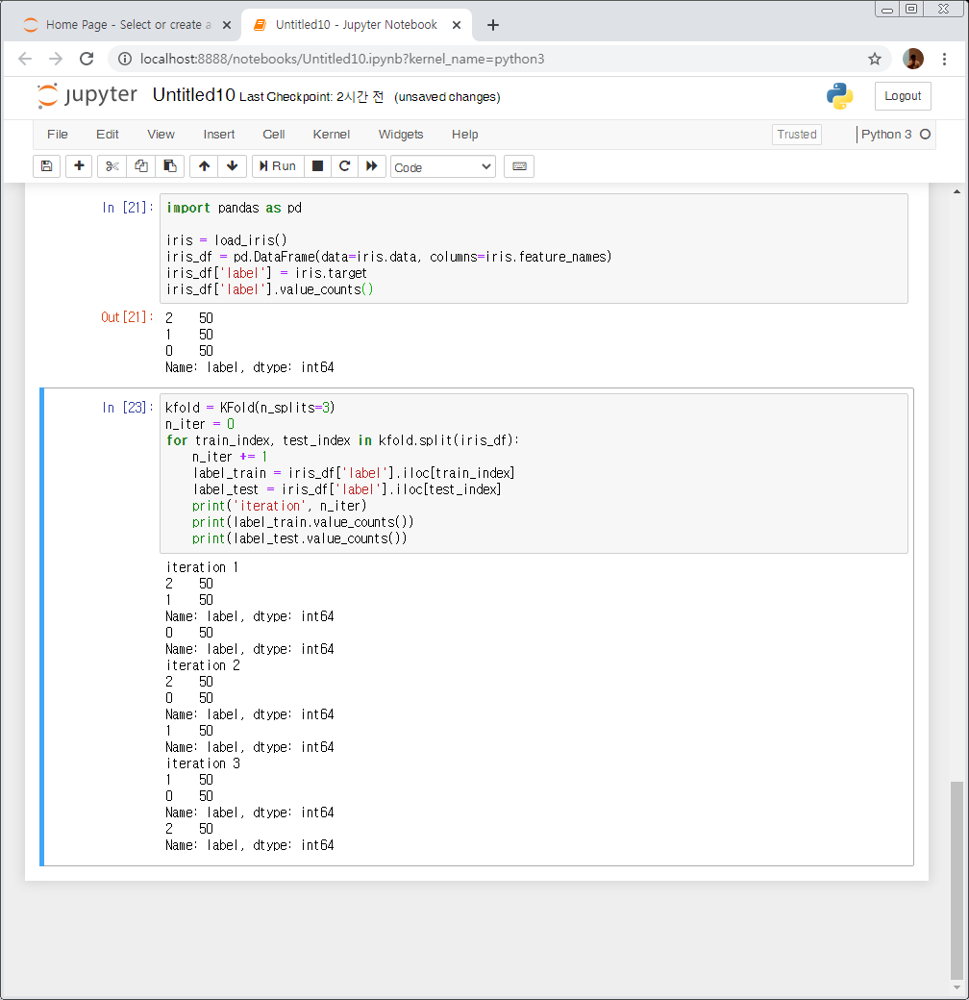 Home Page - Select or create a
Untitled10 - Jupyter Notebook
localhost:8888/notebooks/Untitled10.ipynb?kernel_name=python3
jupyter Untitled10 Last Checkpoint: 2시간 전 (unsaved changes)
Logout
File Edit View Insert Cell Kernel Widgets Help
Trusted
Python 3
Run
Code
In [21]: import pandas as pd
iris = load_iris()
iris_df = pd.DataFrame(data=iris.data, columns=iris.feature_names)
iris_df['label'] = iris.target
iris_df['label'].value_counts()
Out[21]: 2    50
1    50
0    50
Name: label, dtype: int64
In [23]: kfold = KFold(n_splits=3)
n_iter = 0
for train_index, test_index in kfold.split(iris_df):
    n_iter += 1
    label_train = iris_df['label'].iloc[train_index]
    label_test = iris_df['label'].iloc[test_index]
    print('iteration', n_iter)
    print(label_train.value_counts())
    print(label_test.value_counts())
iteration 1
2    50
1    50
Name: label, dtype: int64
0    50
Name: label, dtype: int64
iteration 2
2    50
0    50
Name: label, dtype: int64
1    50
Name: label, dtype: int64
iteration 3
1    50
0    50
Name: label, dtype: int64
2    50
Name: label, dtype: int64